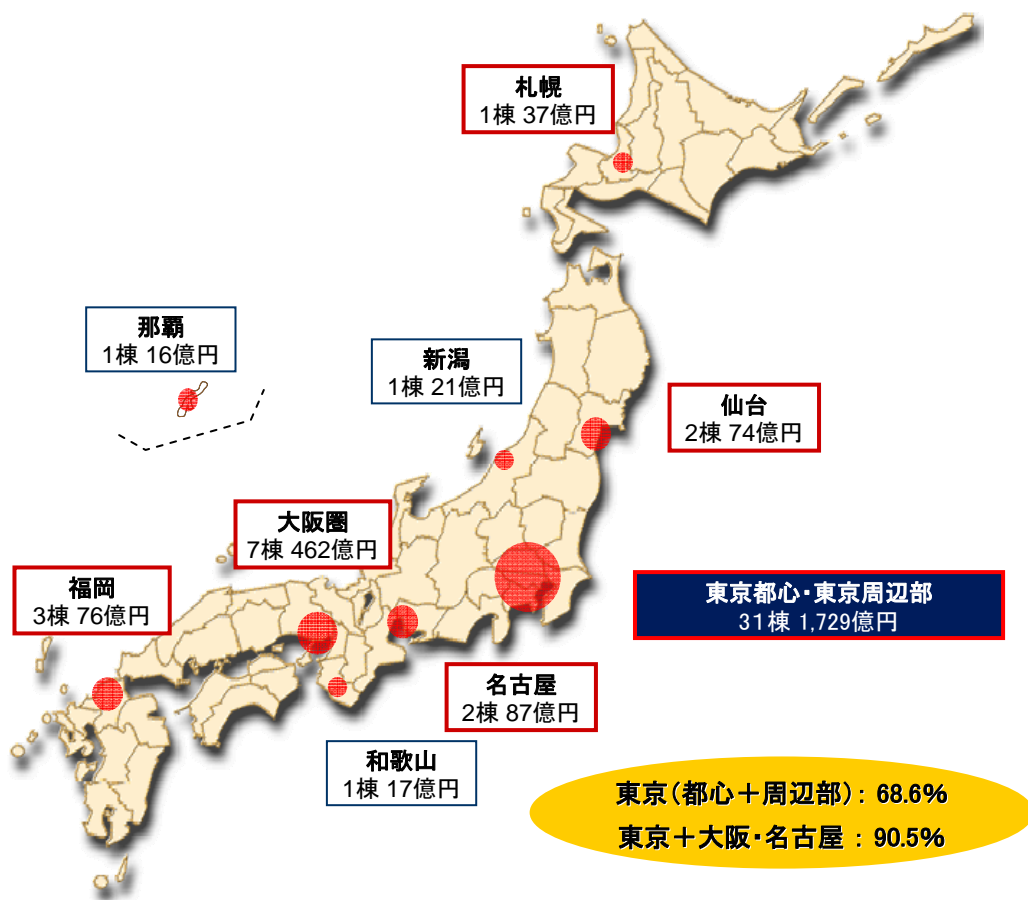 札幌
1棟 37億円
那覇
1棟 16億円
新潟
1棟 21億円
仙台
2棟 74億円
大阪圏
7棟 462億円
福岡
3棟 76億円
東京都心・東京周辺部
31棟 1,729億円
名古屋
2棟 87億円
和歌山
1棟 17億円
東京(都心+周辺部): 68.6%
東京+大阪・名古屋 : 90.5%